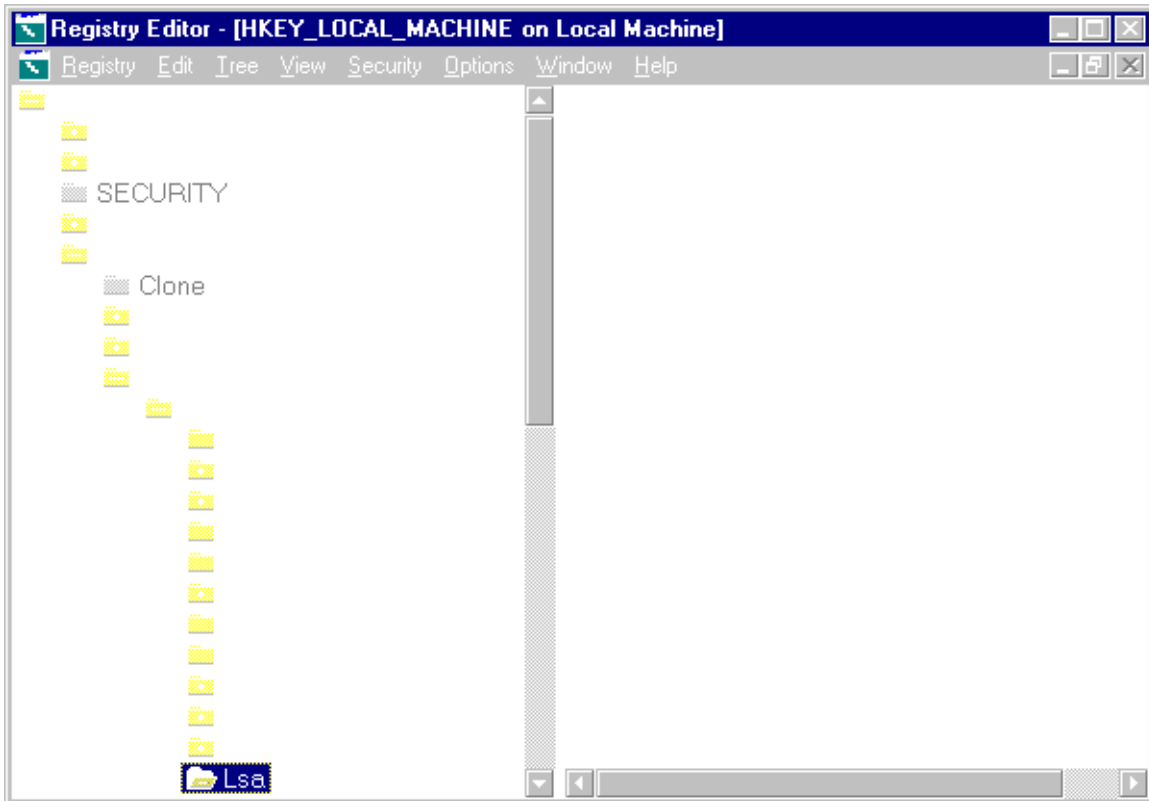 Registry Editor - [HKEY_LOCAL_MACHINE on Local Machine]
Registry Edit Tree View Security Options Window Help
SECURITY
Clone
Lsa